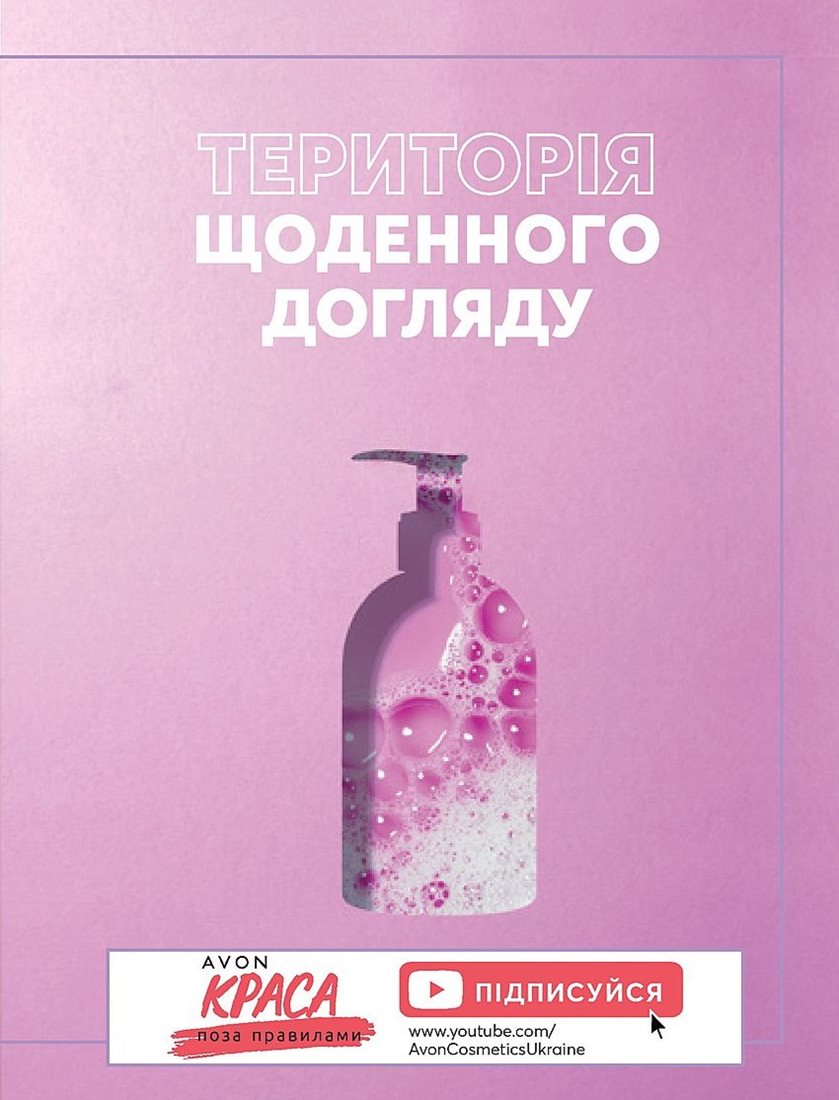 ТЕРИТОРІЯ
ЩОДЕННОГО
ДОГЛЯДУ
AVON
КРАСА
поза правилами
ПІДПИСУЙСЯ
www.youtube.com/
AvonCosmeticsUkraine